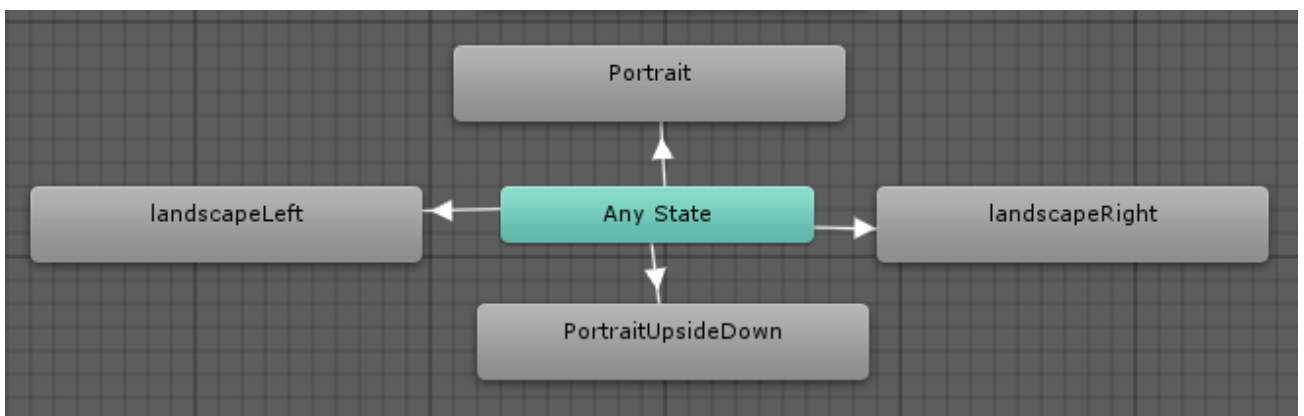 Portrait
landscapeLeft
Any State
landscapeRight
PortraitUpsideDown